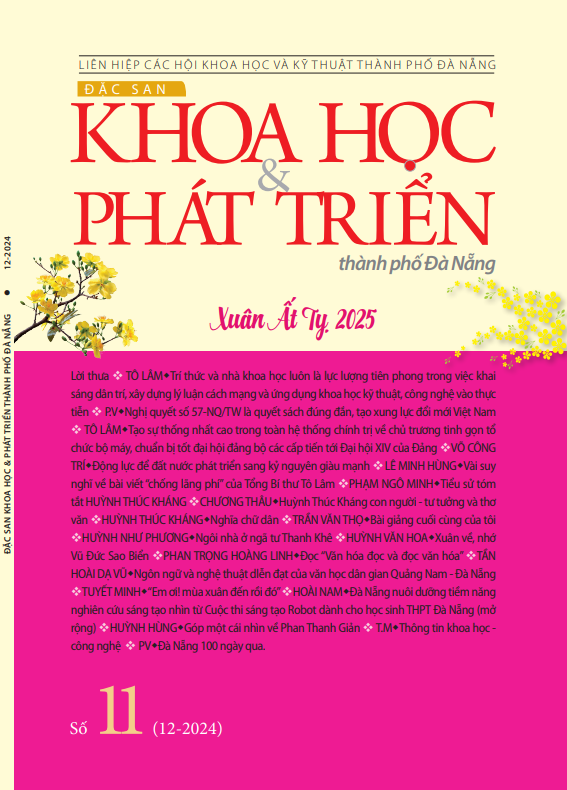 LIÊN HIỆP CÁC HỘI KHOA HỌC VÀ KỸ THUẬT THÀNH PHỐ ĐÀ NẴNG
ĐẶC SAN
KHOA HỌC
&
PHÁT TRIỂN
thành phố Đà Nẵng
Xuân Ất Tỵ, 2025
Lời thưa ❖ TÔ LÂM◆Trí thức và nhà khoa học luôn là lực lượng tiên phong trong việc khai
sáng dân trí, xây dựng lý luận cách mạng và ứng dụng khoa học kỹ thuật, công nghệ vào thực
tiễn ❖ P.V◆Nghị quyết số 57-NQ/TW là quyết sách đúng đắn, tạo xung lực đổi mới Việt Nam
❖ TÔ LÂM◆Tạo sự thống nhất cao trong toàn hệ thống chính trị về chủ trương tinh gọn tổ
chức bộ máy, chuẩn bị tốt đại hội đảng bộ các cấp tiến tới Đại hội XIV của Đảng ❖VÕ CÔNG
TRÍ◆Động lực để đất nước phát triển sang kỷ nguyên giàu mạnh ❖LÊ MINH HÙNG◆Vài suy
nghĩ về bài viết “chống lãng phí” của Tổng Bí thư Tô Lâm ❖PHẠM NGÔ MINH◆Tiểu sử tóm
tắt HUỲNH THÚC KHÁNG ❖CHƯƠNG THÂU◆Huỳnh Thúc Kháng con người - tư tưởng và thơ
văn ❖HUỲNH THÚC KHÁNG◆Nghĩa chữ dân ❖TRẦN VĂN THỌ◆Bài giảng cuối cùng của tôi
❖HUỲNH NHƯ PHƯƠNG◆Ngôi nhà ở ngã tư Thanh Khê ❖HUỲNH VĂN HOA◆Xuân về, nhớ
Vũ Đức Sao Biển ❖PHAN TRỌNG HOÀNG LINH◆Đọc “Văn hóa đọc và đọc văn hóa” ❖TẦN
HOÀI DẠ VŨ◆Ngôn ngữ và nghệ thuật diễn đạt của văn học dân gian Quảng Nam - Đà Nẵng
❖TUYẾT MINH◆“Em ơi! mùa xuân đến rồi đó” ❖HOÀI NAM◆Đà Nẵng nuôi dưỡng tiềm năng
nghiên cứu sáng tạo nhìn từ Cuộc thi sáng tạo Robot dành cho học sinh THPT Đà Nẵng (mở
rộng) ❖HUỲNH HÙNG◆Góp một cái nhìn về Phan Thanh Giản ❖ T.M◆Thông tin khoa học -
công nghệ ❖ PV◆Đà Nẵng 100 ngày qua.
Số 11 (12-2024)
ĐẶC SAN KHOA HỌC & PHÁT TRIỂN THÀNH PHỐ ĐÀ NẴNG ● 12-2024